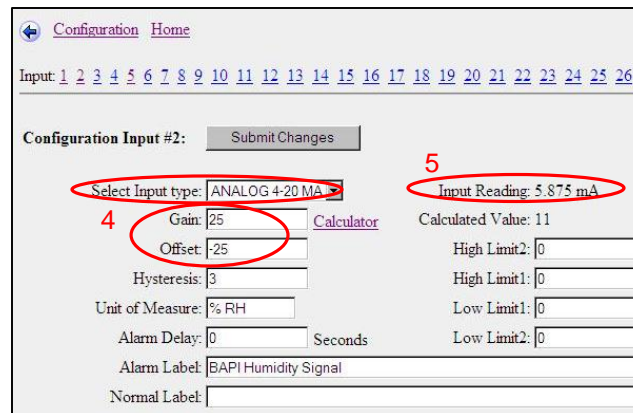 Configuration Home
Input: 1 2 3 4 5 6 7 8 9 10 11 12 13 14 15 16 17 18 19 20 21 22 23 24 25 26
Configuration Input #2: Submit Changes
5
Select Input type: ANALOG 4-20 MA Input Reading: 5.875 mA
4 Gain: 25 Calculator Calculated Value: 11
Offset: -25 High Limit2: 0
Hysteresis: 3 High Limit1: 0
Unit of Measure: % RH Low Limit1: 0
Alarm Delay: 0 Seconds Low Limit2: 0
Alarm Label: BAPI Humidity Signal
Normal Label: